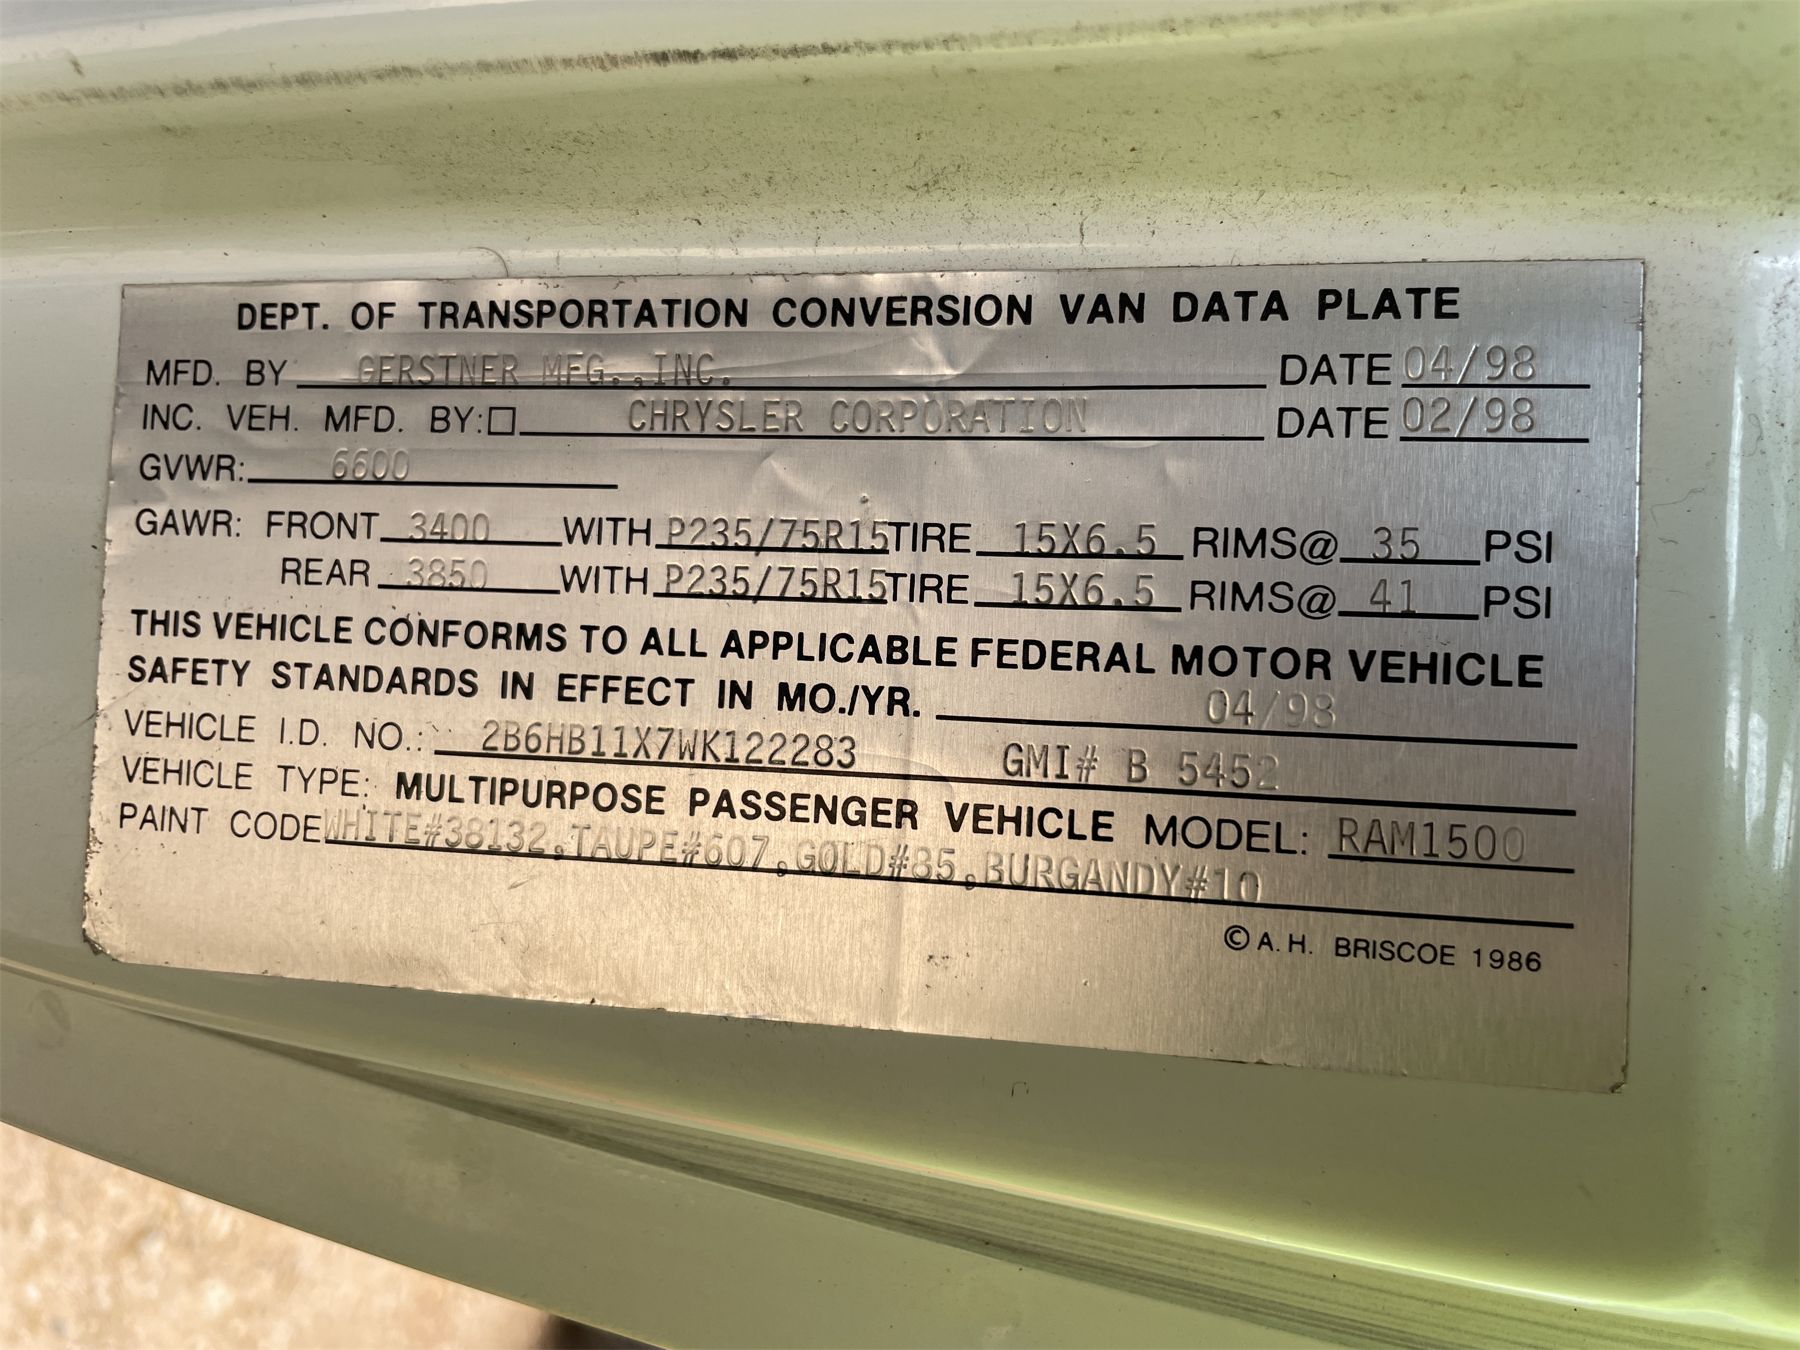 DEPT. OF TRANSPORTATION CONVERSION VAN DATA PLATE
MFD. BY GERSTNER MFG., INC. DATE 04/98
INC. VEH. MFD. BY: □ CHRYSLER CORPORATION DATE 02/98
GVWR: 6600
GAWR: FRONT 3400 WITH P235/75R15 TIRE 15X6.5 RIMS@ 35 PSI
REAR 3850 WITH P235/75R15 TIRE 15X6.5 RIMS@ 41 PSI
THIS VEHICLE CONFORMS TO ALL APPLICABLE FEDERAL MOTOR VEHICLE
SAFETY STANDARDS IN EFFECT IN MO./YR. 04/98
VEHICLE I.D. NO.: 2B6HB11X7WK122283 GMI# B 5452
VEHICLE TYPE: MULTIPURPOSE PASSENGER VEHICLE MODEL: RAM1500
PAINT CODE WHITE#38132,TAUPE#607,GOLD#85,BURGANDY#10
© A. H. BRISCOE 1986